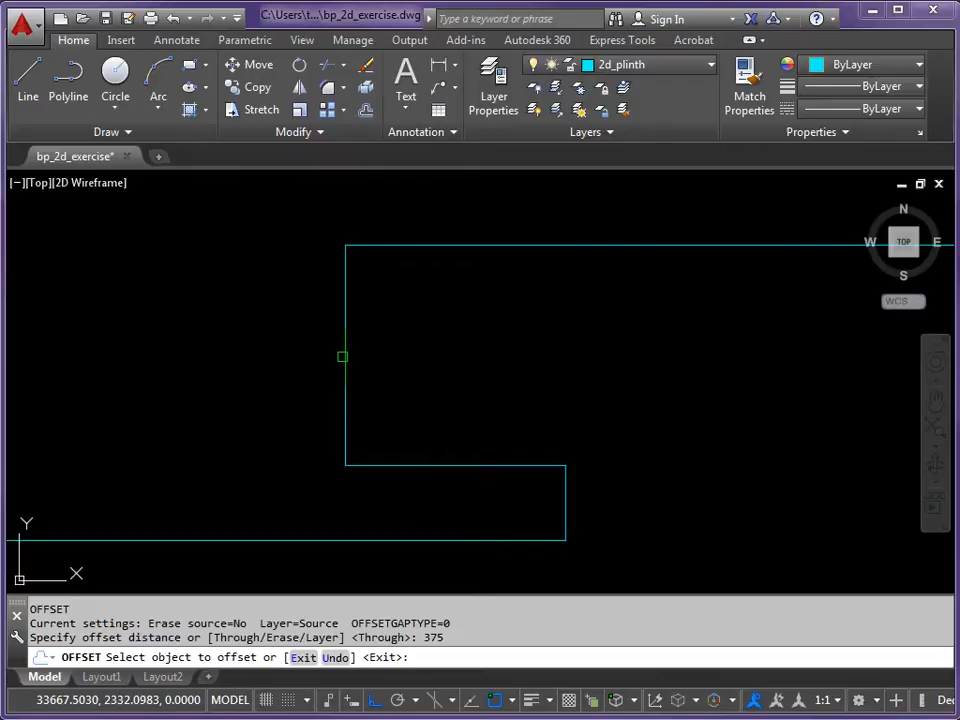 C:\Users\t...\bp_2d_exercise.dwg
Type a keyword or phrase
Sign In
Home Insert Annotate Parametric View Manage Output Add-ins Autodesk 360 Express Tools Acrobat
Line Polyline Circle Arc
Move
Copy
Stretch
Text
Layer
Properties
2d_plinth
Match
Properties
ByLayer
ByLayer
ByLayer
Draw Modify Annotation Layers Properties
bp_2d_exercise*
[−][Top][2D Wireframe]
N
W TOP E
S
WCS
Y
X
OFFSET
Current settings: Erase source=No Layer=Source OFFSETGAPTYPE=0
Specify offset distance or [Through/Erase/Layer] <Through>: 375
OFFSET Select object to offset or [Exit Undo] <Exit>:
Model Layout1 Layout2
33667.5030, 2332.0983, 0.0000 MODEL 1:1